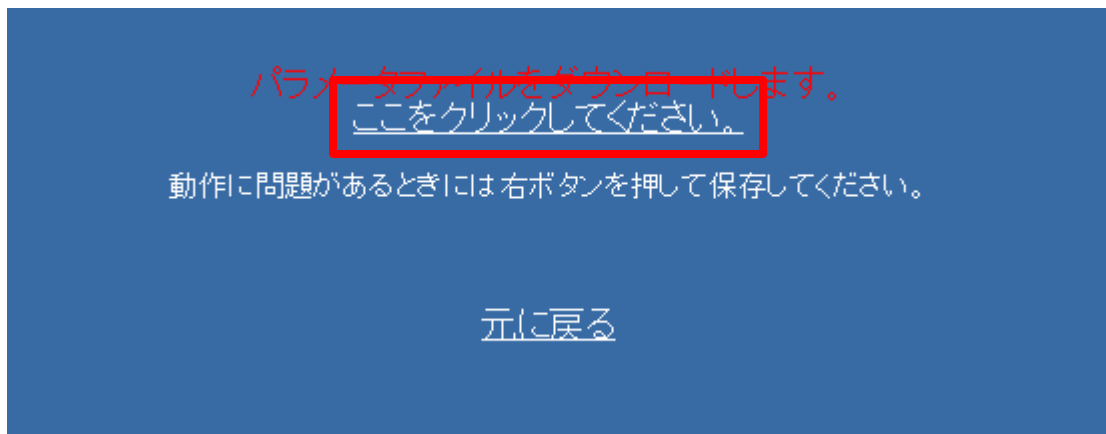 パラメータファイルをダウンロードします。
ここをクリックしてください。
動作に問題があるときには右ボタンを押して保存してください。
元に戻る